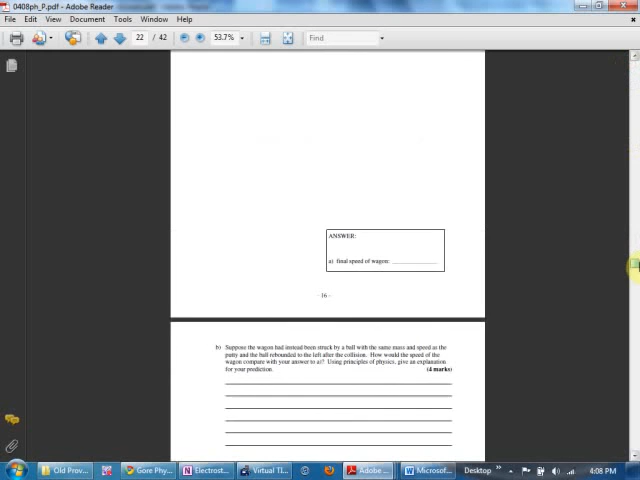 0408ph_P.pdf - Adobe Reader
File Edit View Document Tools Window Help
22 / 42 53.7% Find
ANSWER:
a) final speed of wagon: ____________
- 16 -
b) Suppose the wagon had instead been struck by a ball with the same mass and speed as the
putty and the ball rebounded to the left after the collision. How would the speed of the
wagon compare with your answer to a)? Using principles of physics, give an explanation
for your prediction. (4 marks)
Old Prov... Gore Phy... Electrost... Virtual TI... Adobe ... Microsof... Desktop 4:08 PM